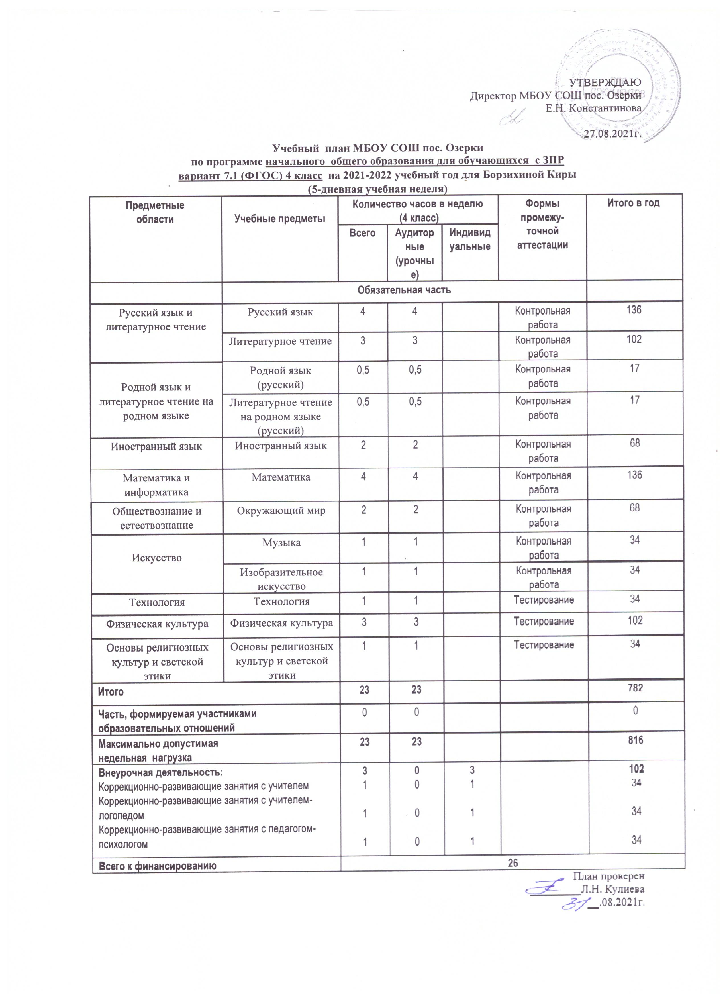 УТВЕРЖДАЮ
Директор МБОУ СОШ пос. Озерки
Е.Н. Константинова
27.08.2021г.
Учебный план МБОУ СОШ пос. Озерки
по программе начального общего образования для обучающихся с ЗПР
вариант 7.1 (ФГОС) 4 класс на 2021-2022 учебный год для Борзихиной Киры
(5-дневная учебная неделя)
Предметные
области
Учебные предметы
Количество часов в неделю
(4 класс)
Формы
промежу-
точной
аттестации
Итого в год
Всего
Аудитор
ные
(урочны
е)
Индивид
уальные
Обязательная часть
Русский язык и
литературное чтение
Русский язык
4
4
Контрольная
работа
136
Литературное чтение
3
3
Контрольная
работа
102
Родной язык и
литературное чтение на
родном языке
Родной язык
(русский)
0,5
0,5
Контрольная
работа
17
Литературное чтение
на родном языке
(русский)
0,5
0,5
Контрольная
работа
17
Иностранный язык
Иностранный язык
2
2
Контрольная
работа
68
Математика и
информатика
Математика
4
4
Контрольная
работа
136
Обществознание и
естествознание
Окружающий мир
2
2
Контрольная
работа
68
Искусство
Музыка
1
1
Контрольная
работа
34
Изобразительное
искусство
1
1
Контрольная
работа
34
Технология
Технология
1
1
Тестирование
34
Физическая культура
Физическая культура
3
3
Тестирование
102
Основы религиозных
культур и светской
этики
Основы религиозных
культур и светской
этики
1
1
Тестирование
34
Итого
23
23
782
Часть, формируемая участниками
образовательных отношений
0
0
0
Максимально допустимая
недельная нагрузка
23
23
816
Внеурочная деятельность:
3
0
3
102
Коррекционно-развивающие занятия с учителем
1
0
1
34
Коррекционно-развивающие занятия с учителем-
логопедом
1
0
1
34
Коррекционно-развивающие занятия с педагогом-
психологом
1
0
1
34
Всего к финансированию
26
План проверен
Л.Н. Кулиева
31.08.2021г.